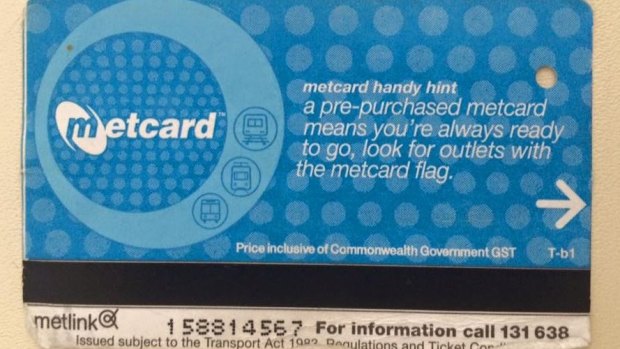 metcard™
metcard handy hint
a pre-purchased metcard
means you're always ready
to go, look for outlets with
the metcard flag.
Price inclusive of Commonwealth Government GST T-b1
metlink
158814567 For information call 131 638
Issued subject to the Transport Act 1983, Regulations and Ticket